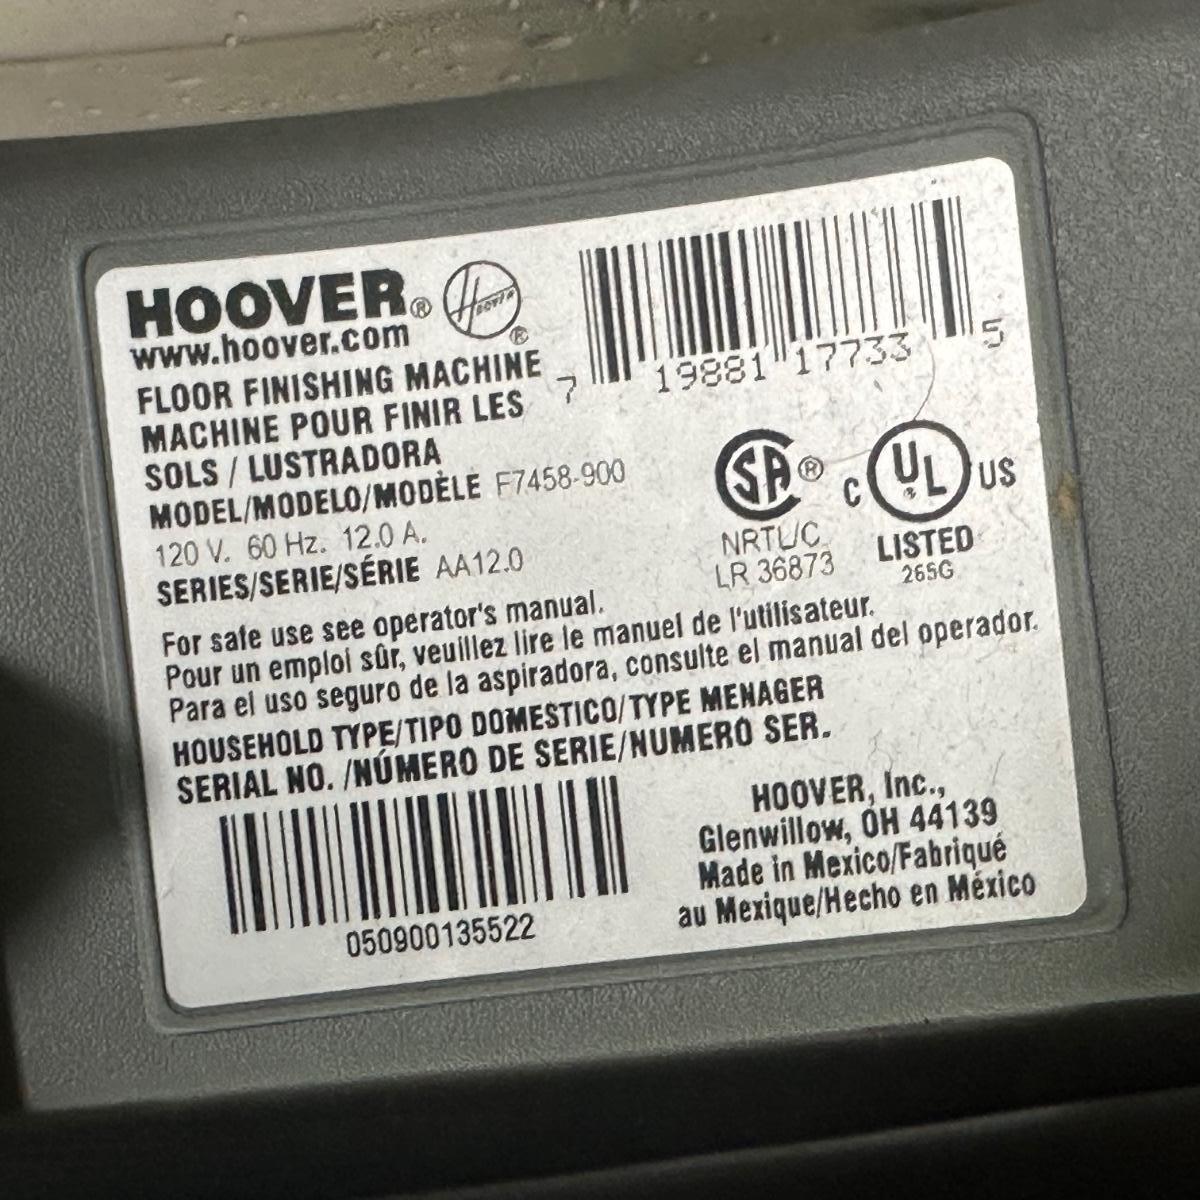 HOOVER®
Hoover ®
www.hoover.com
7 19881 17733 5
FLOOR FINISHING MACHINE
MACHINE POUR FINIR LES
SOLS / LUSTRADORA
MODEL/MODELO/MODÈLE F7458-900
120 V. 60 Hz. 12.0 A.
SERIES/SERIE/SÉRIE AA12.0
SA®
NRTL/C
LR 36873
C UL US
®
LISTED
265G
For safe use see operator's manual.
Pour un emploi sûr, veuillez lire le manuel de l'utilisateur.
Para el uso seguro de la aspiradora, consulte el manual del operador.
HOUSEHOLD TYPE/TIPO DOMESTICO/TYPE MENAGER
SERIAL NO. /NÚMERO DE SERIE/NUMERO SER.
050900135522
HOOVER, Inc.,
Glenwillow, OH 44139
Made in Mexico/Fabriqué
au Mexique/Hecho en México